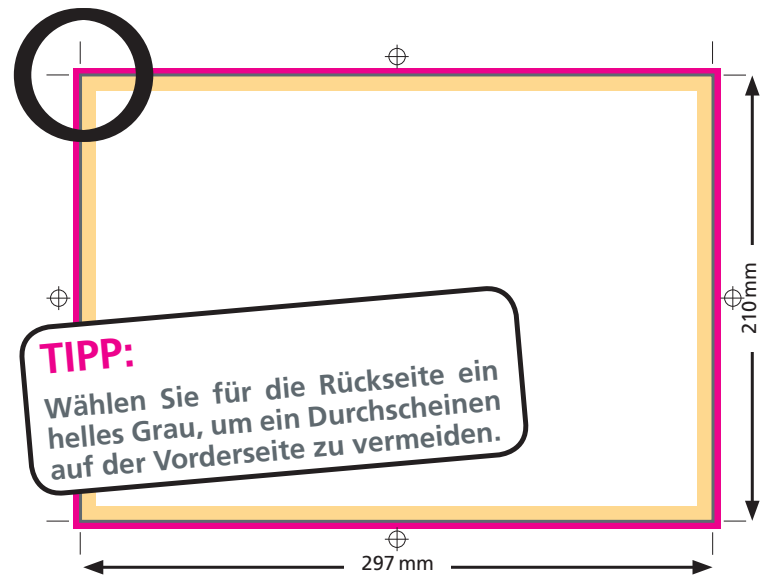 210 mm
TIPP:
Wählen Sie für die Rückseite ein
helles Grau, um ein Durchscheinen
auf der Vorderseite zu vermeiden.
297 mm